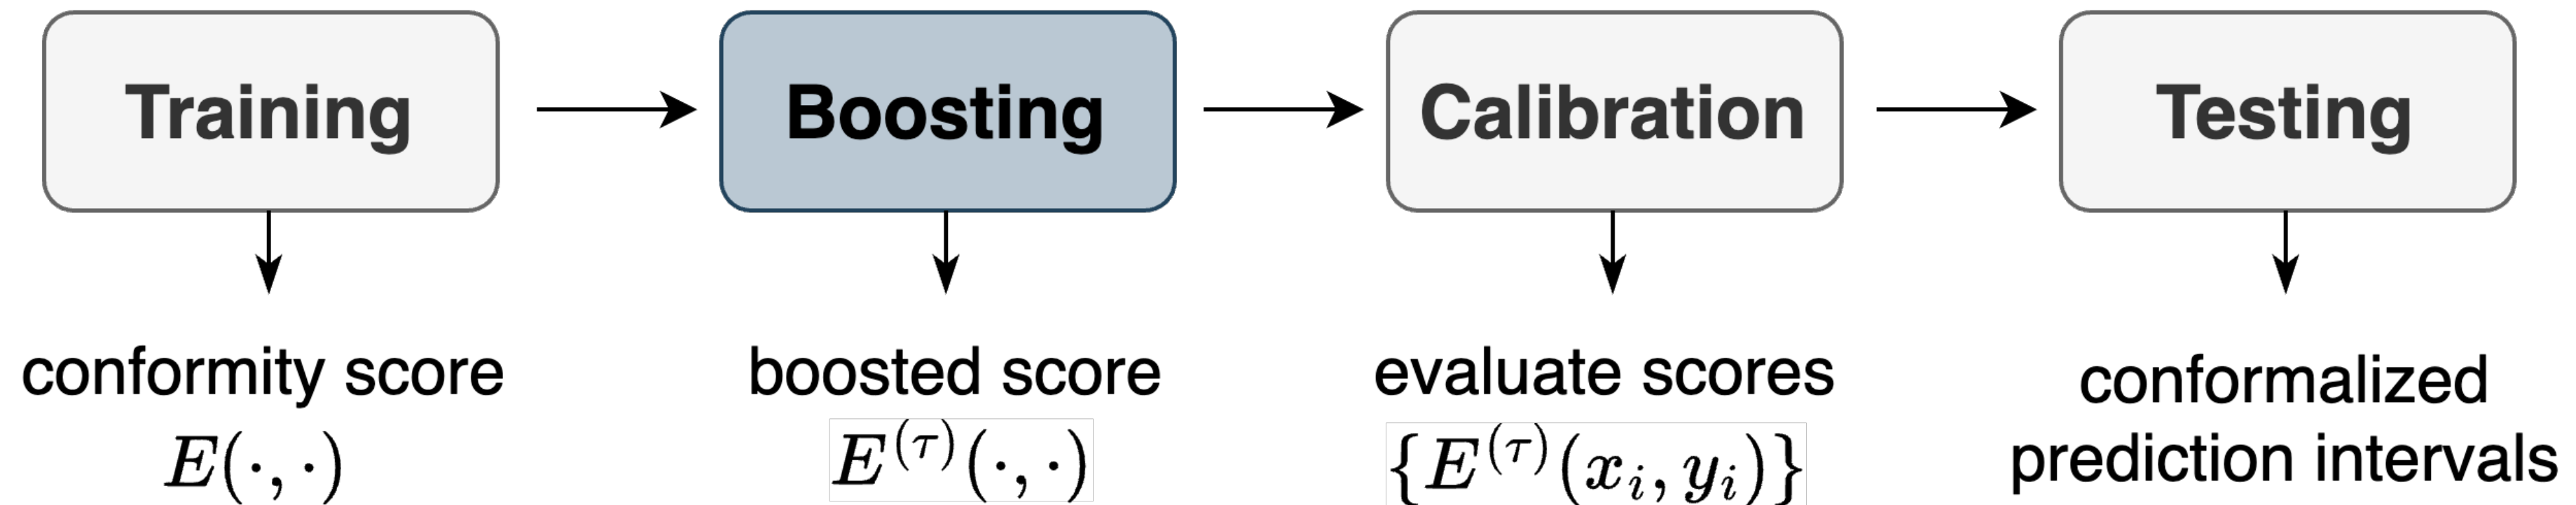 Training
Boosting
Calibration
Testing
conformity score
E(·,·)
boosted score
E^{(τ)}(·,·)
evaluate scores
{E^{(τ)}(x_i, y_i)}
conformalized
prediction intervals